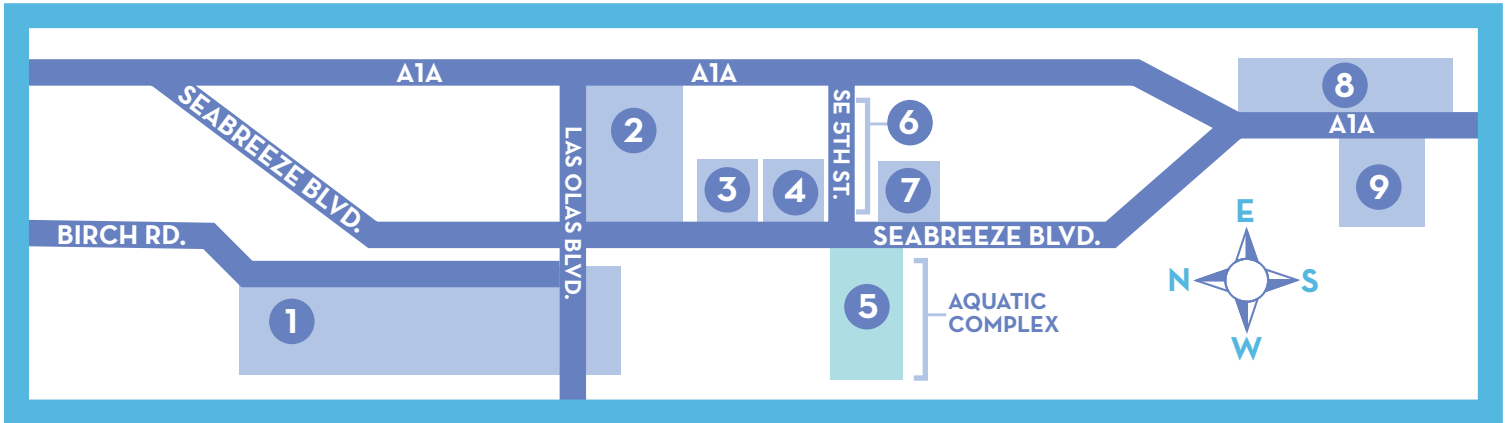 A1A
A1A
8
A1A
SEABREEZE BLVD.
LAS OLAS BLVD.
2
SE 5TH ST.
6
3
4
7
9
BIRCH RD.
SEABREEZE BLVD.
E
N
S
W
1
5
AQUATIC
COMPLEX